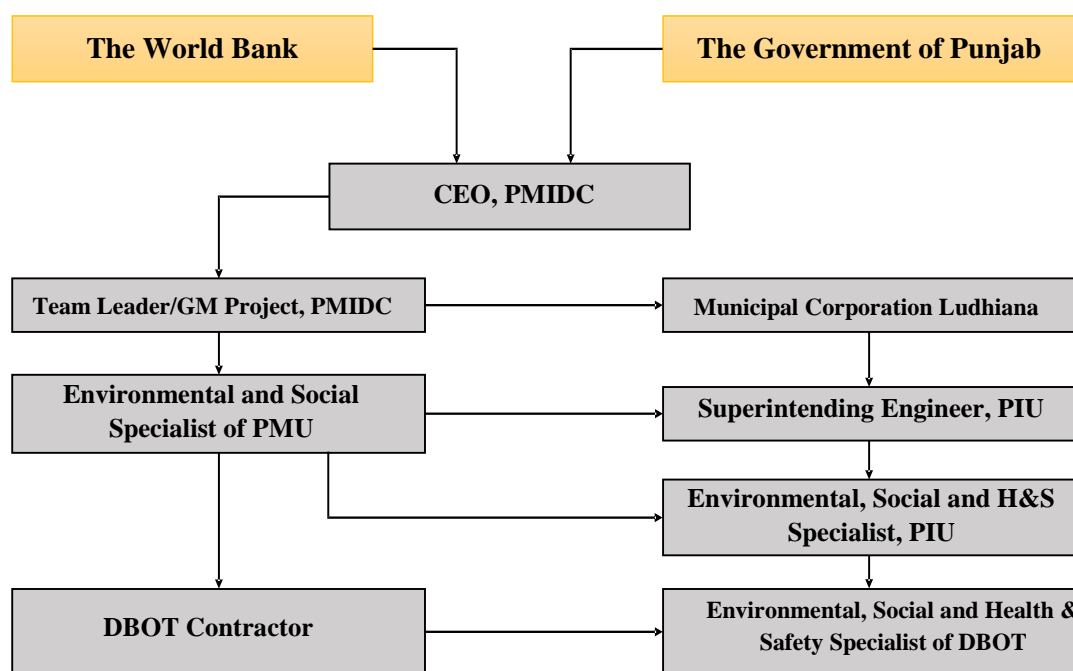 The World Bank
The Government of Punjab
CEO, PMIDC
Team Leader/GM Project, PMIDC
Municipal Corporation Ludhiana
Environmental and Social
Specialist of PMU
Superintending Engineer, PIU
Environmental, Social and H&S
Specialist, PIU
DBOT Contractor
Environmental, Social and Health &
Safety Specialist of DBOT